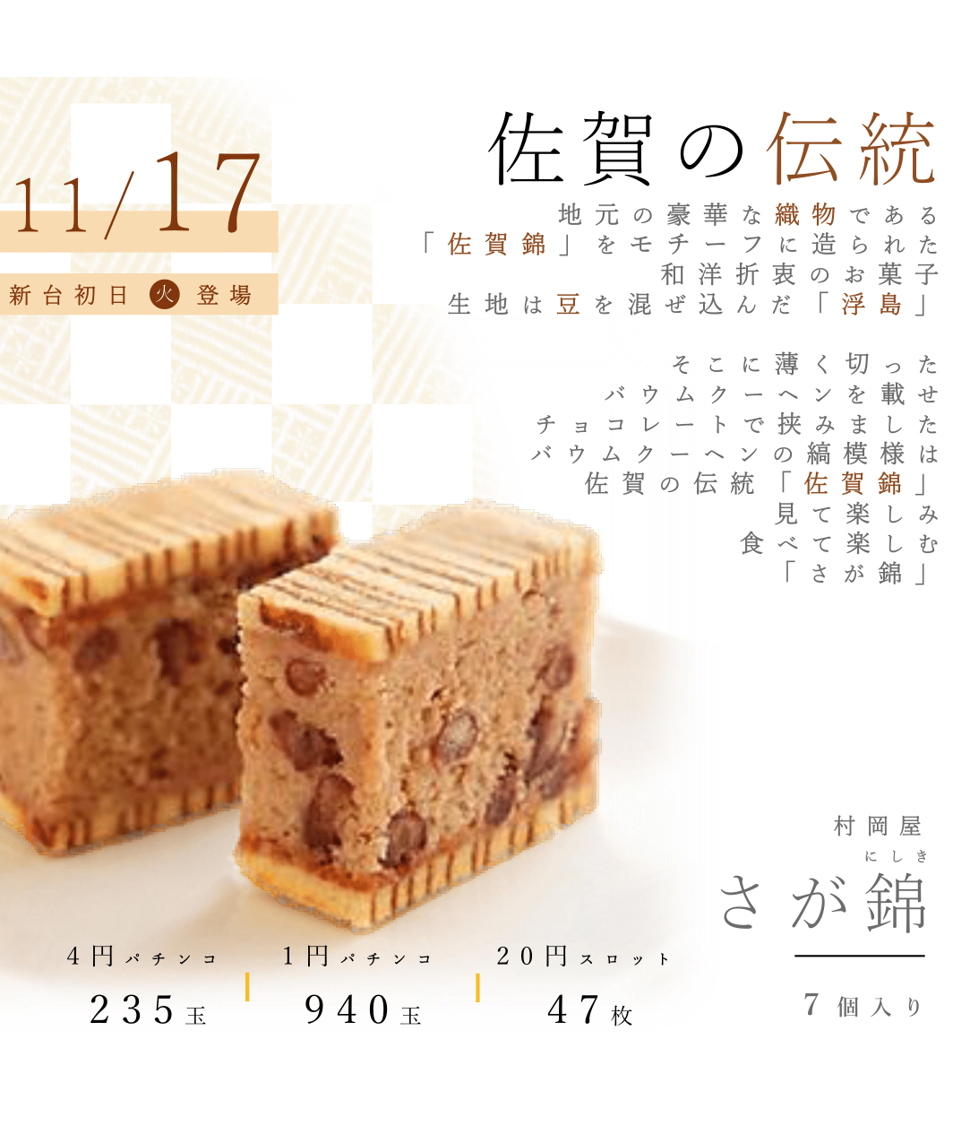 11/17
新台初日 火 登場
佐賀の伝統
地元の豪華な織物である
「佐賀錦」をモチーフに造られた
和洋折衷のお菓子
生地は豆を混ぜ込んだ「浮島」
そこに薄く切った
バウムクーヘンを載せ
チョコレートで挟みました
バウムクーヘンの縞模様は
佐賀の伝統「佐賀錦」
見て楽しみ
食べて楽しむ
「さが錦」
村岡屋
にしき
さが錦
7個入り
4円パチンコ
235玉
1円パチンコ
940玉
20円スロット
47枚